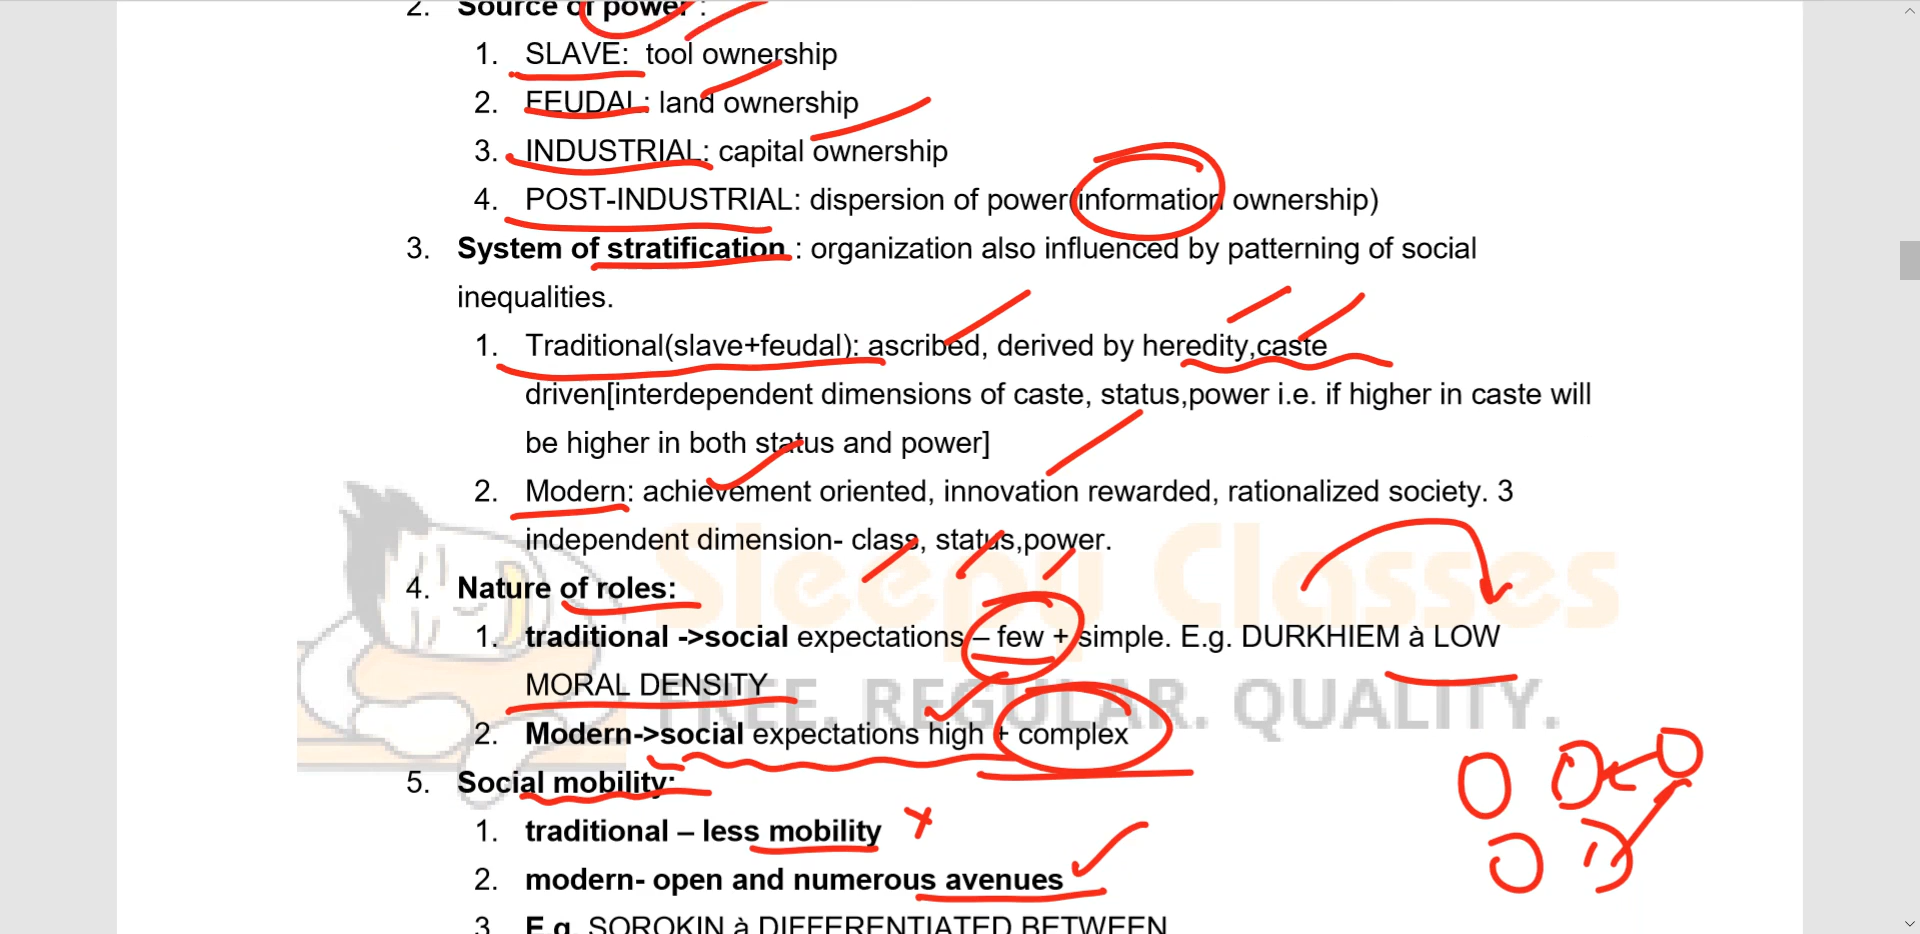 2. Source of power :
1. SLAVE: tool ownership
2. FEUDAL: land ownership
3. INDUSTRIAL: capital ownership
4. POST-INDUSTRIAL: dispersion of power(information ownership)
3. System of stratification : organization also influenced by patterning of social
inequalities.
1. Traditional(slave+feudal): ascribed, derived by heredity,caste
driven[interdependent dimensions of caste, status,power i.e. if higher in caste will
be higher in both status and power]
2. Modern: achievement oriented, innovation rewarded, rationalized society. 3
independent dimension- class, status,power.
4. Nature of roles:
1. traditional ->social expectations – few + simple. E.g. DURKHIEM à LOW
MORAL DENSITY
2. Modern->social expectations high + complex
5. Social mobility:
1. traditional – less mobility
2. modern- open and numerous avenues
3. E.g. SOROKIN à DIFFERENTIATED BETWEEN
Sleepy Classes
FREE. REGULAR. QUALITY.